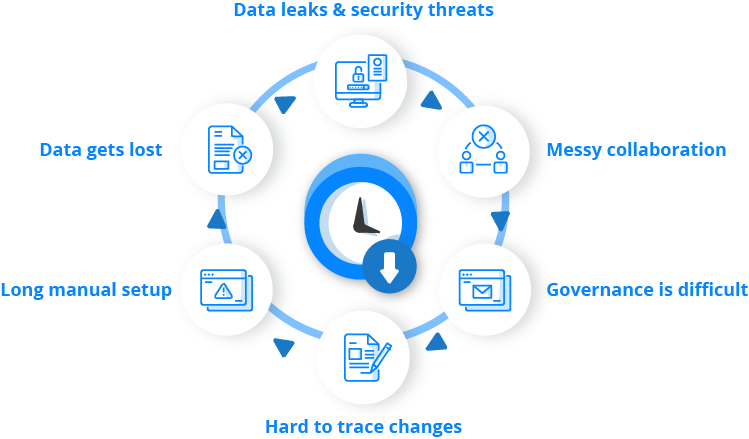 Data leaks & security threats
Data gets lost
Messy collaboration
Long manual setup
Governance is difficult
Hard to trace changes